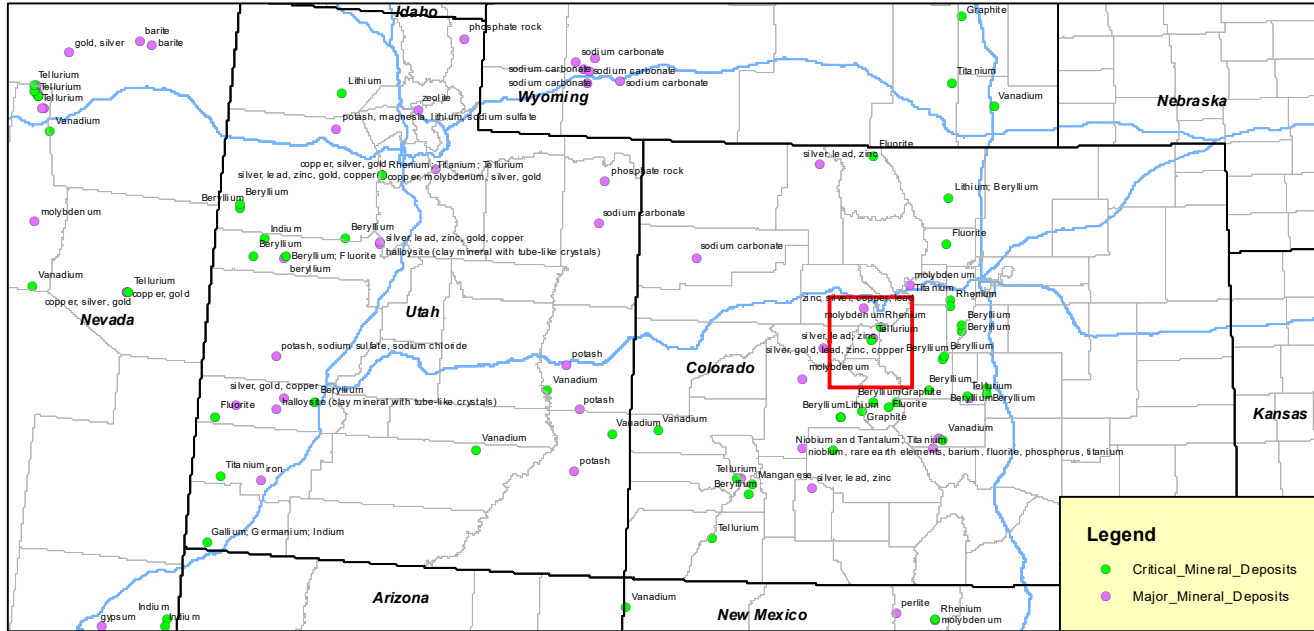 Idaho
Graphite
barite
gold, silver
barite
phosphate rock
sodium carbonate
sodium carbonate
sodium carbonate
sodium carbonate
sodium carbonate
Tellurium
Tellurium
Tellurium
Lithium
Titanium
Wyoming
Nebraska
zeolite
Vanadium
Vanadium
potash, magnesia, lithium, sodium sulfate
Fluorite
silver, lead, zinc
copper, silver, gold
Rhenium; Titanium; Tellurium
silver, lead, zinc, gold, copper
copper, molybdenum, silver, gold
phosphate rock
Beryllium
Beryllium
Lithium; Beryllium
molybdenum
sodium carbonate
Indium
Beryllium
silver, lead, zinc, gold, copper
Fluorite
Beryllium
Beryllium; Fluorite
halloysite (clay mineral with tube-like crystals)
sodium carbonate
beryllium
Vanadium
Tellurium
copper, gold
copper, silver, gold
molybdenum
Titanium
Rhenium
zinc, silver, copper, lead
Nevada
Utah
molybdenum
Rhenium
Beryllium
Tellurium
Beryllium
silver, lead, zinc
silver, gold, lead, zinc, copper
Beryllium
Beryllium
potash, sodium sulfate, sodium chloride
potash
Colorado
molybdenum
Vanadium
silver, gold, copper
Beryllium
halloysite (clay mineral with tube-like crystals)
Beryllium
Tellurium
Beryllium
Graphite
Beryllium
Beryllium
Fluorite
potash
Beryllium
Lithium
Fluorite
Graphite
Kansas
Vanadium
Vanadium
Vanadium
Vanadium
Niobium and Tantalum; Titanium
niobium, rare earth elements, barium, fluorite, phosphorus, titanium
Titanium
iron
potash
Tellurium
Manganese
Beryllium
silver, lead, zinc
Gallium; Germanium; Indium
Tellurium
Legend
Critical_Mineral_Deposits
Major_Mineral_Deposits
Arizona
New Mexico
Vanadium
Indium
Indium
gypsum
perlite
Rhenium
molybdenum